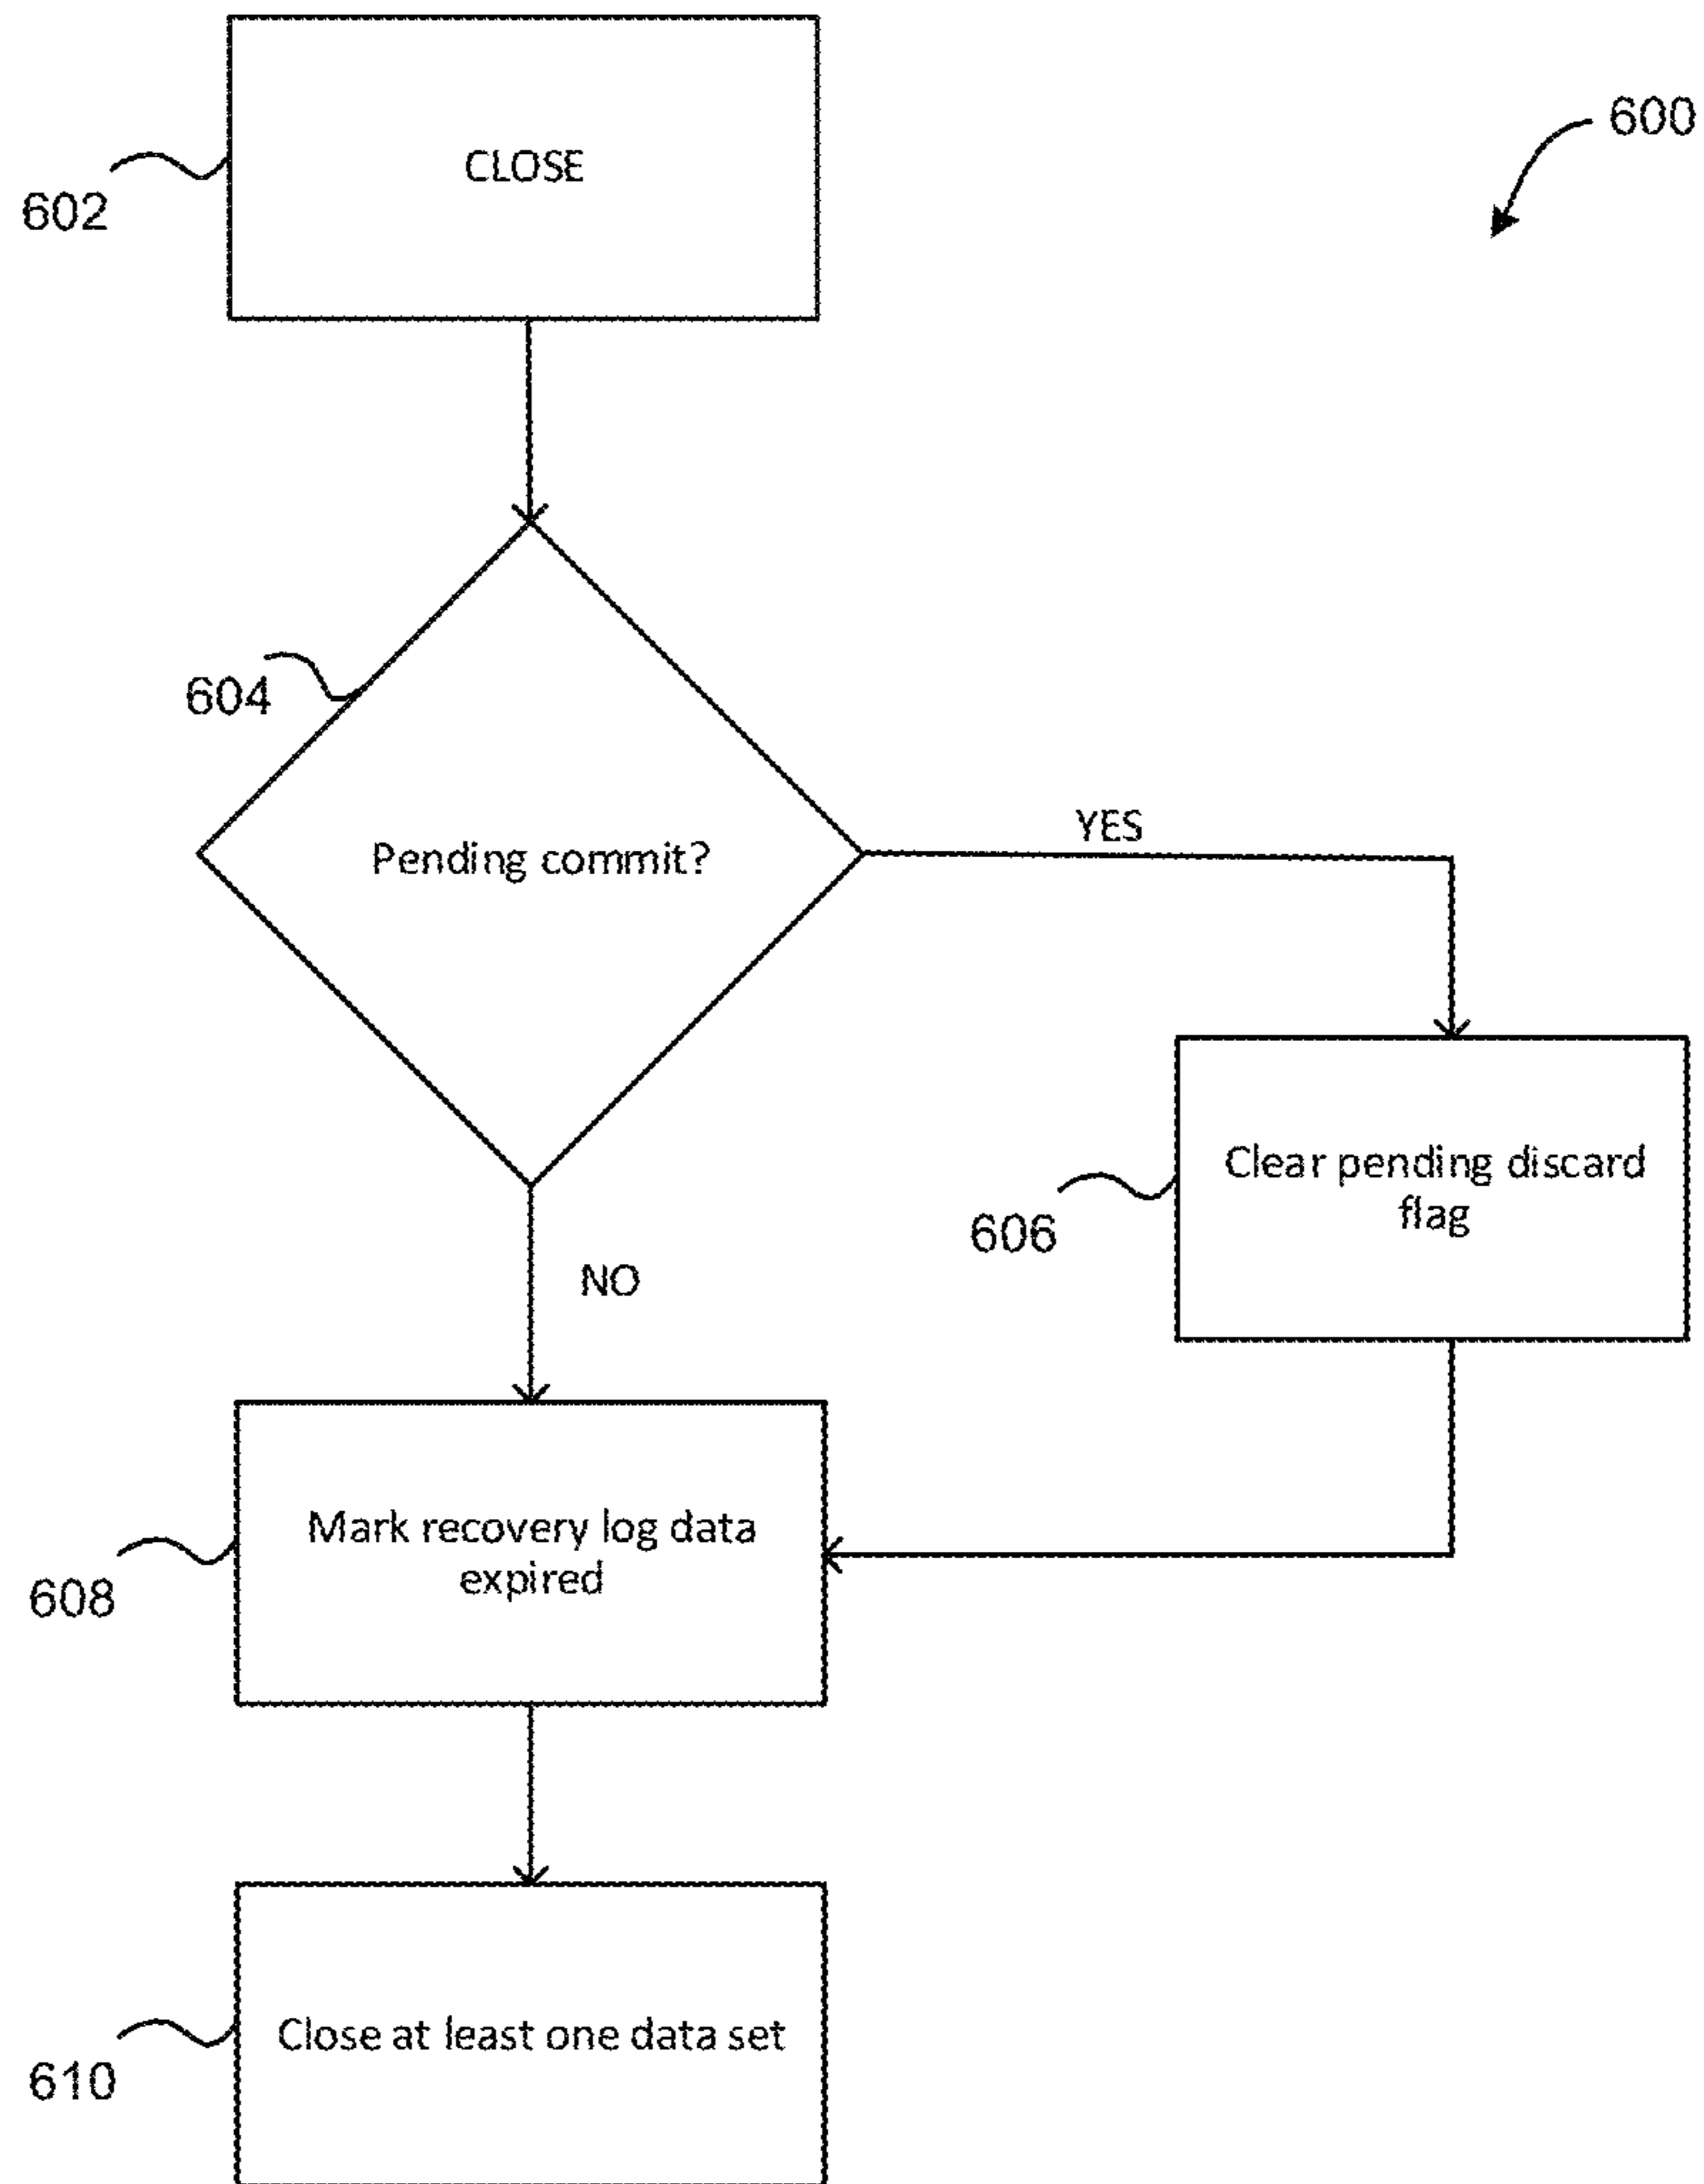 600
CLOSE
602
604
Pending commit?
YES
Clear pending discard
flag
606
NO
Mark recovery log data
expired
608
Close at least one data set
610